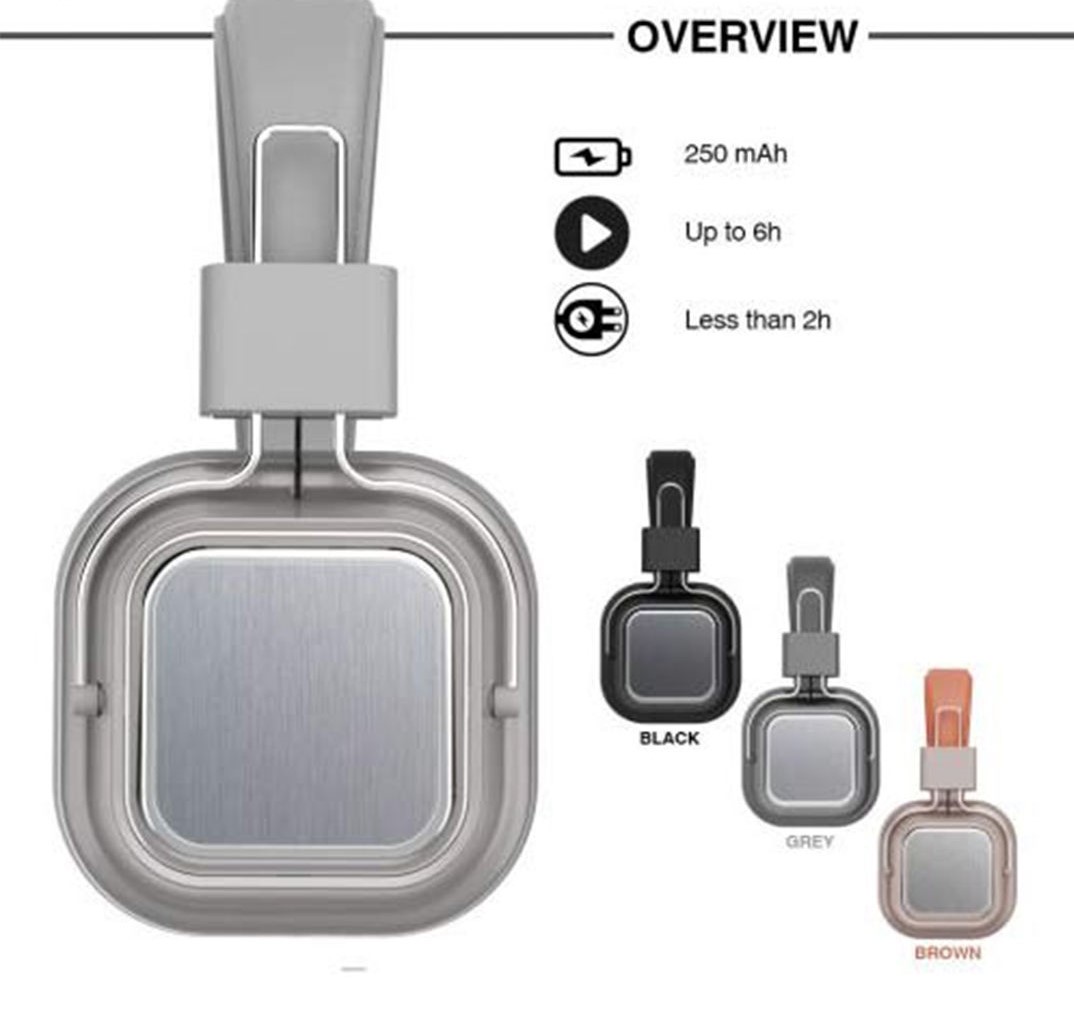 OVERVIEW
250 mAh
Up to 6h
Less than 2h
BLACK
GREY
BROWN